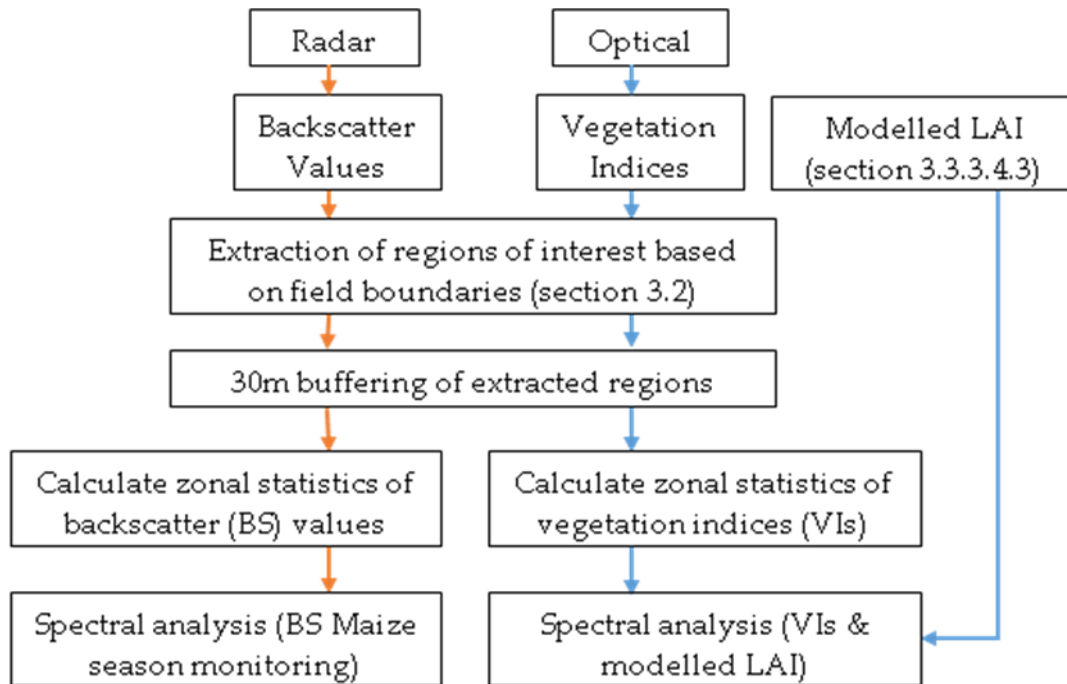 Radar
Optical
Backscatter
Values
Vegetation
Indices
Modelled LAI
(section 3.3.3.4.3)
Extraction of regions of interest based
on field boundaries (section 3.2)
30m buffering of extracted regions
Calculate zonal statistics of
backscatter (BS) values
Calculate zonal statistics of
vegetation indices (VIs)
Spectral analysis (BS Maize
season monitoring)
Spectral analysis (VIs &
modelled LAI)